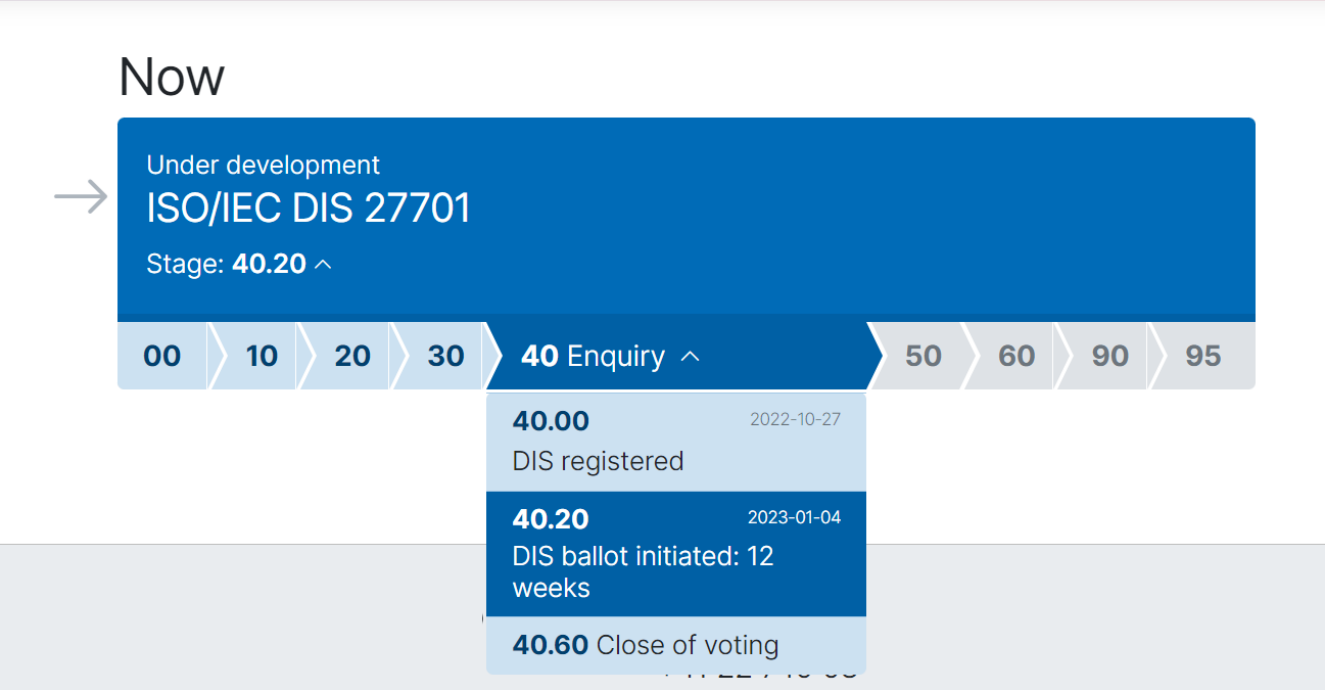 Now
Under development
ISO/IEC DIS 27701
Stage: 40.20
00 10 20 30 40 Enquiry 50 60 90 95
40.00 2022-10-27
DIS registered
40.20 2023-01-04
DIS ballot initiated: 12
weeks
40.60 Close of voting